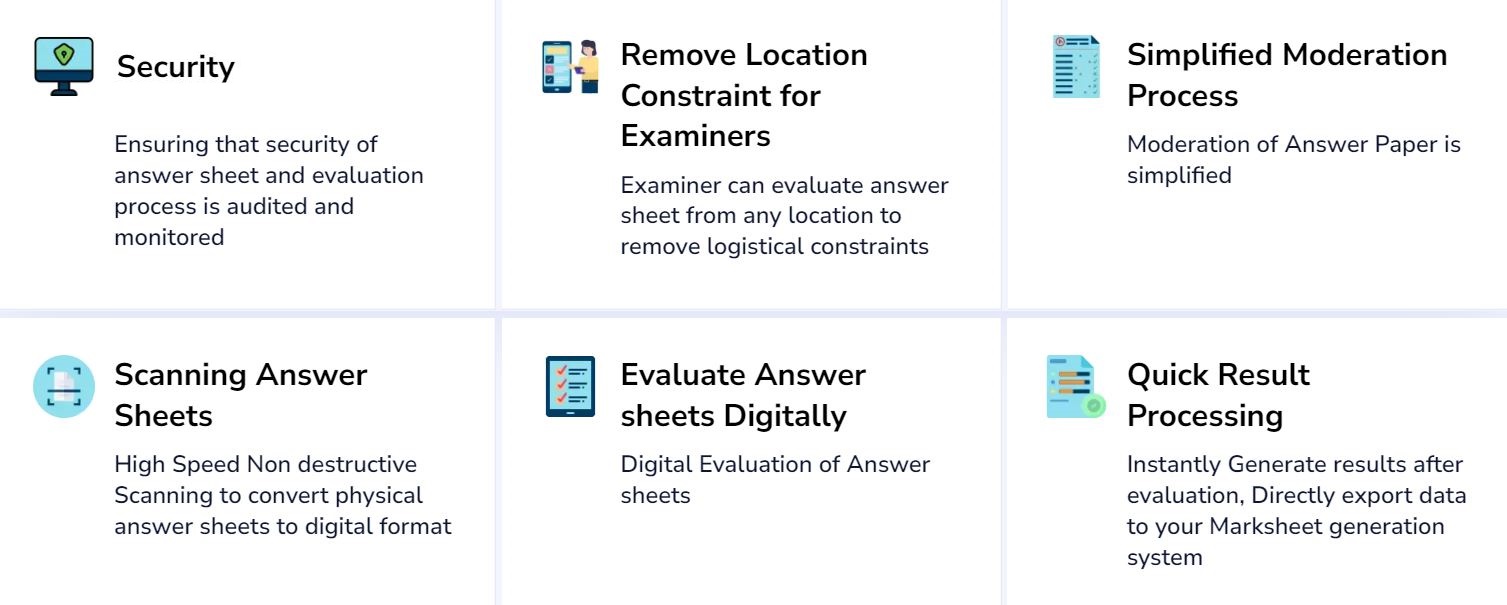 Security
Ensuring that security of
answer sheet and evaluation
process is audited and
monitored
Remove Location
Constraint for
Examiners
Examiner can evaluate answer
sheet from any location to
remove logistical constraints
Simplified Moderation
Process
Moderation of Answer Paper is
simplified
Scanning Answer
Sheets
High Speed Non destructive
Scanning to convert physical
answer sheets to digital format
Evaluate Answer
sheets Digitally
Digital Evaluation of Answer
sheets
Quick Result
Processing
Instantly Generate results after
evaluation, Directly export data
to your Marksheet generation
system